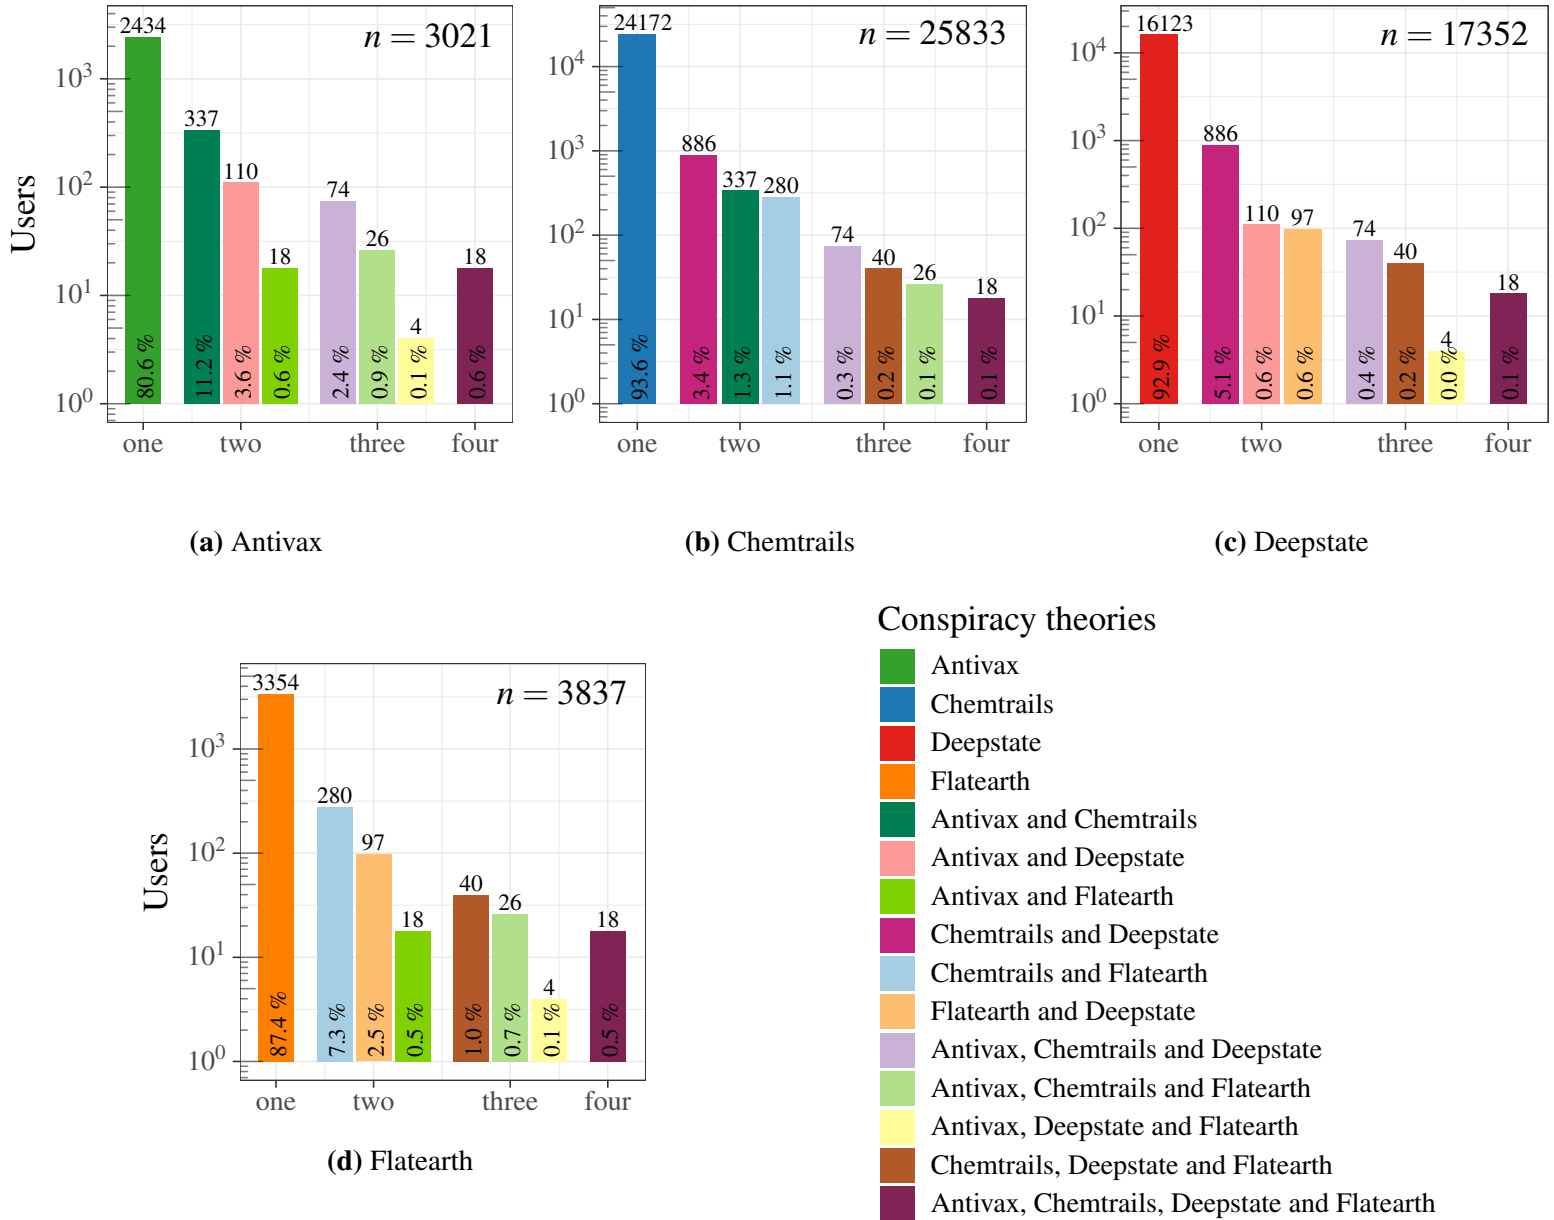 2434
n = 3021
10^3
337
110
10^2
74
26
18
18
10^1
4
80.6 %
11.2 %
3.6 %
0.6 %
2.4 %
0.9 %
0.1 %
0.6 %
10^0
Users
one two three four
(a) Antivax
24172
n = 25833
10^4
10^3
886
337
280
10^2
74
40
26
18
10^1
93.6 %
3.4 %
1.3 %
1.1 %
0.3 %
0.2 %
0.1 %
0.1 %
10^0
one two three four
(b) Chemtrails
16123
n = 17352
10^4
10^3
886
110
97
10^2
74
40
18
10^1
4
92.9 %
5.1 %
0.6 %
0.6 %
0.4 %
0.2 %
0.0 %
0.1 %
10^0
one two three four
(c) Deepstate
3354
n = 3837
10^3
280
97
10^2
40
26
18
18
10^1
4
87.4 %
7.3 %
2.5 %
0.5 %
1.0 %
0.7 %
0.1 %
0.5 %
10^0
Users
one two three four
(d) Flatearth
Conspiracy theories
Antivax
Chemtrails
Deepstate
Flatearth
Antivax and Chemtrails
Antivax and Deepstate
Antivax and Flatearth
Chemtrails and Deepstate
Chemtrails and Flatearth
Flatearth and Deepstate
Antivax, Chemtrails and Deepstate
Antivax, Chemtrails and Flatearth
Antivax, Deepstate and Flatearth
Chemtrails, Deepstate and Flatearth
Antivax, Chemtrails, Deepstate and Flatearth